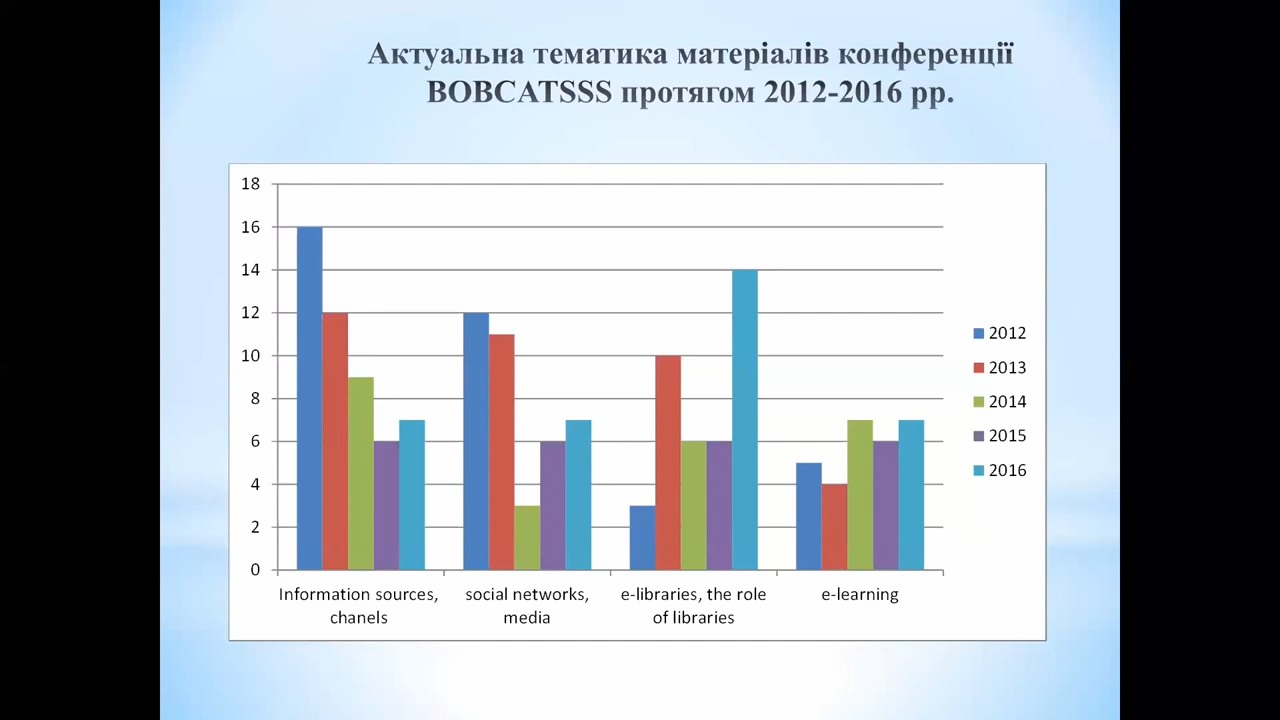 Актуальна тематика матеріалів конференції
BOBCATSSS протягом 2012-2016 рр.
18
16
14
12
10
8
6
4
2
0
2012
2013
2014
2015
2016
Information sources,
chanels
social networks,
media
e-libraries, the role
of libraries
e-learning